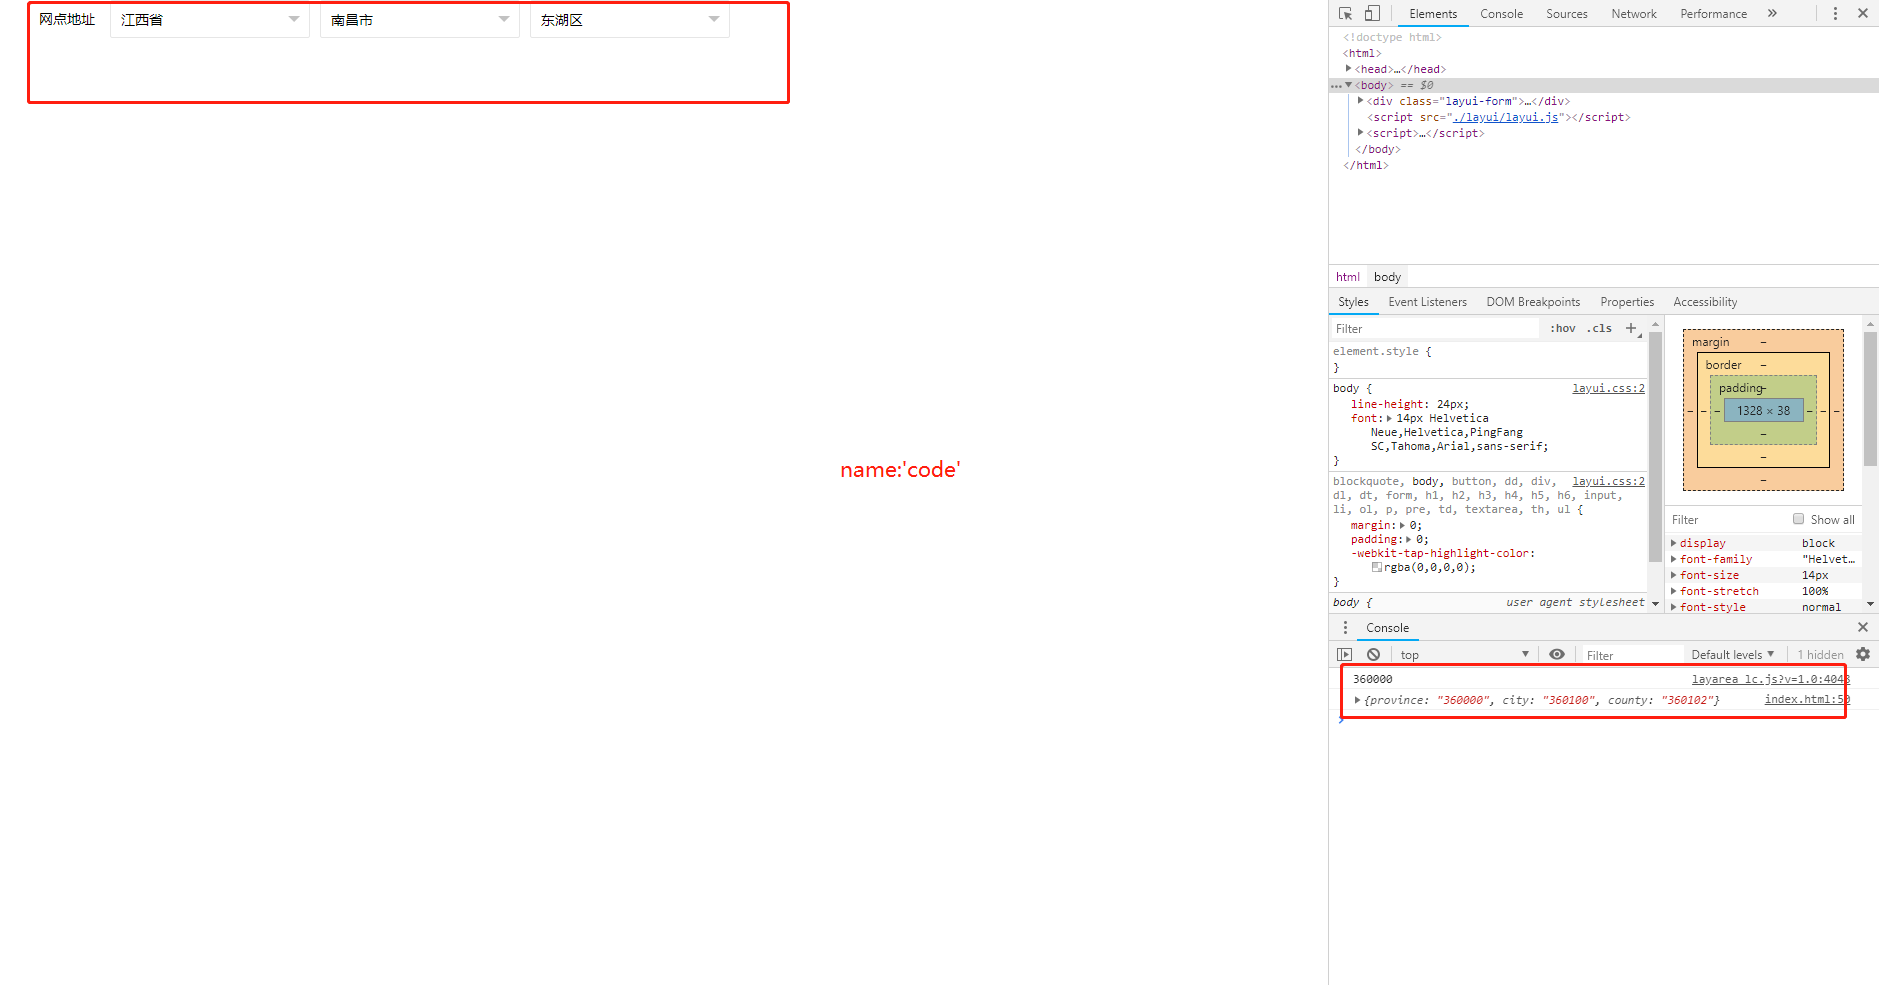 网点地址 江西省 南昌市 东湖区
name:'code'
Elements Console Sources Network Performance »
<!doctype html>
<html>
<head>…</head>
<body> == $0
<div class="layui-form">…</div>
<script src="./layui/layui.js"></script>
<script>…</script>
</body>
</html>
html body
Styles Event Listeners DOM Breakpoints Properties Accessibility
Filter :hov .cls +
element.style {
}
body { layui.css:2
line-height: 24px;
font: 14px Helvetica
Neue,Helvetica,PingFang
SC,Tahoma,Arial,sans-serif;
}
blockquote, body, button, dd, div, layui.css:2
dl, dt, form, h1, h2, h3, h4, h5, h6, input,
li, ol, p, pre, td, textarea, th, ul {
margin: 0;
padding: 0;
-webkit-tap-highlight-color:
rgba(0,0,0,0);
}
body { user agent stylesheet
margin –
border –
padding –
– – – 1328 × 38 – – –
–
–
–
Filter Show all
display block
font-family "Helvet…
font-size 14px
font-stretch 100%
font-style normal
Console
top Filter Default levels 1 hidden
360000 layarea_lc.js?v=1.0:4048
{province: "360000", city: "360100", county: "360102"} index.html:50